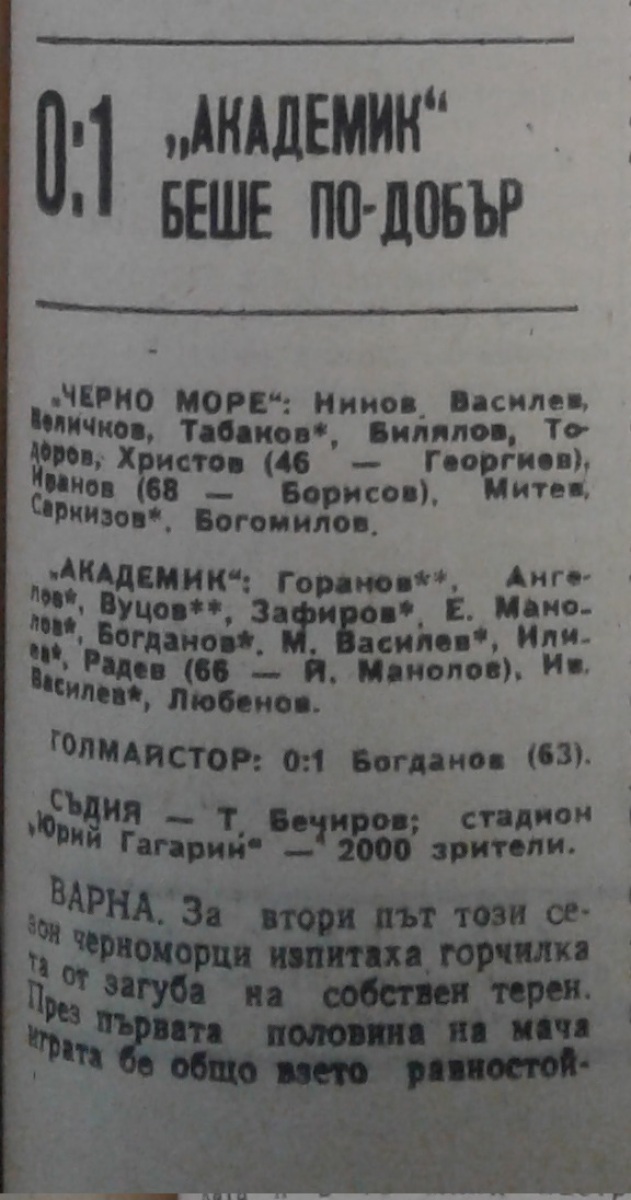 0:1
„АКАДЕМИК“
БЕШЕ ПО-ДОБЪР
„ЧЕРНО МОРЕ“: Нинов, Василев,
Величков, Табаков*, Билялов, То-
доров, Христов (46 — Георгиев),
Иванов (68 — Борисов), Митев,
Саркизов*, Богомилов.
„АКАДЕМИК“: Горанов**, Анге-
лов*, Вуцов**, Зафиров*, Е. Мано-
лов*, Богданов*, М. Василев*, Или-
ев*, Радев (66 — Й. Манолов), Ив.
Василев*, Любенов.
ГОЛМАЙСТОР: 0:1 Богданов (63).
СЪДИЯ — Т. Бечиров; стадион
„Юрий Гагарин“ — 2000 зрители.
ВАРНА. За втори път този се-
зон черноморци изпитаха горчилка
та от загуба на собствен терен.
През първата половина на мача
играта бе общо взето равностой-